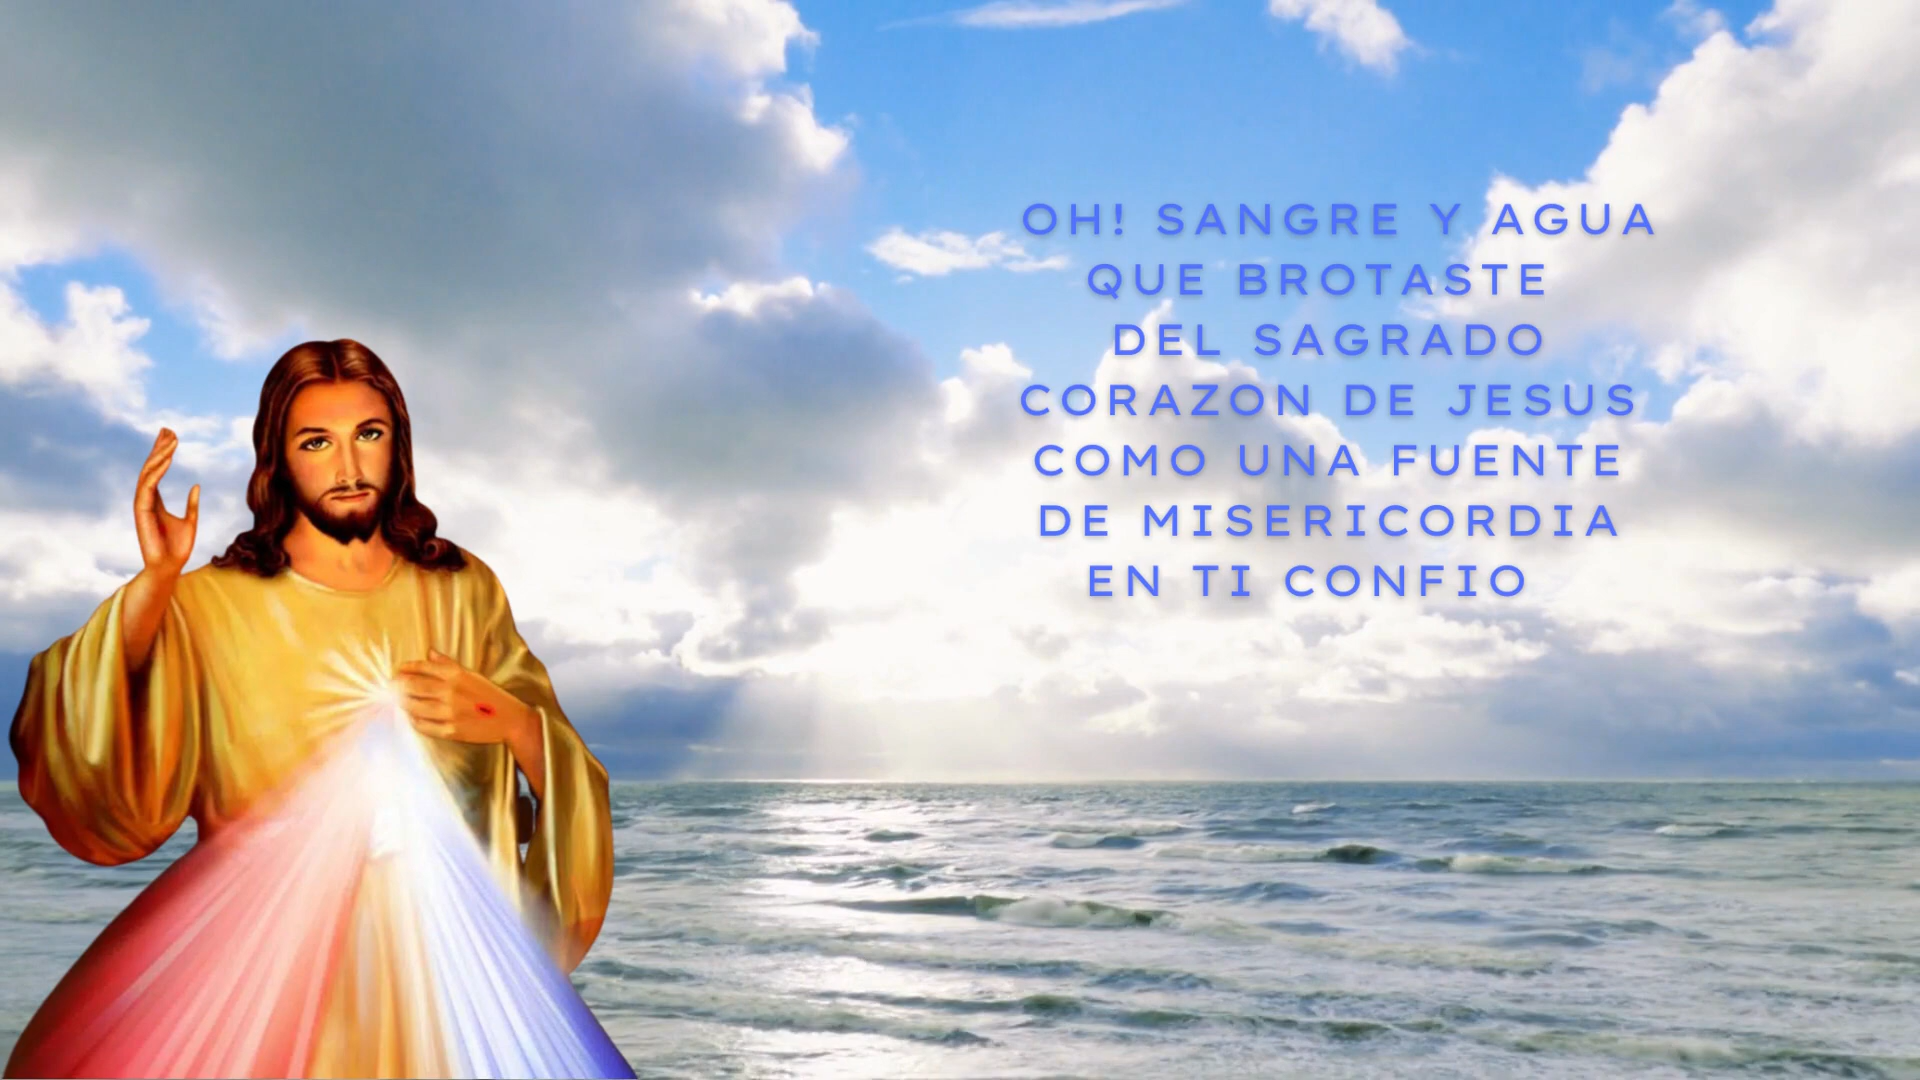 OH! SANGRE Y AGUA
QUE BROTASTE
DEL SAGRADO
CORAZON DE JESUS
COMO UNA FUENTE
DE MISERICORDIA
EN TI CONFIO